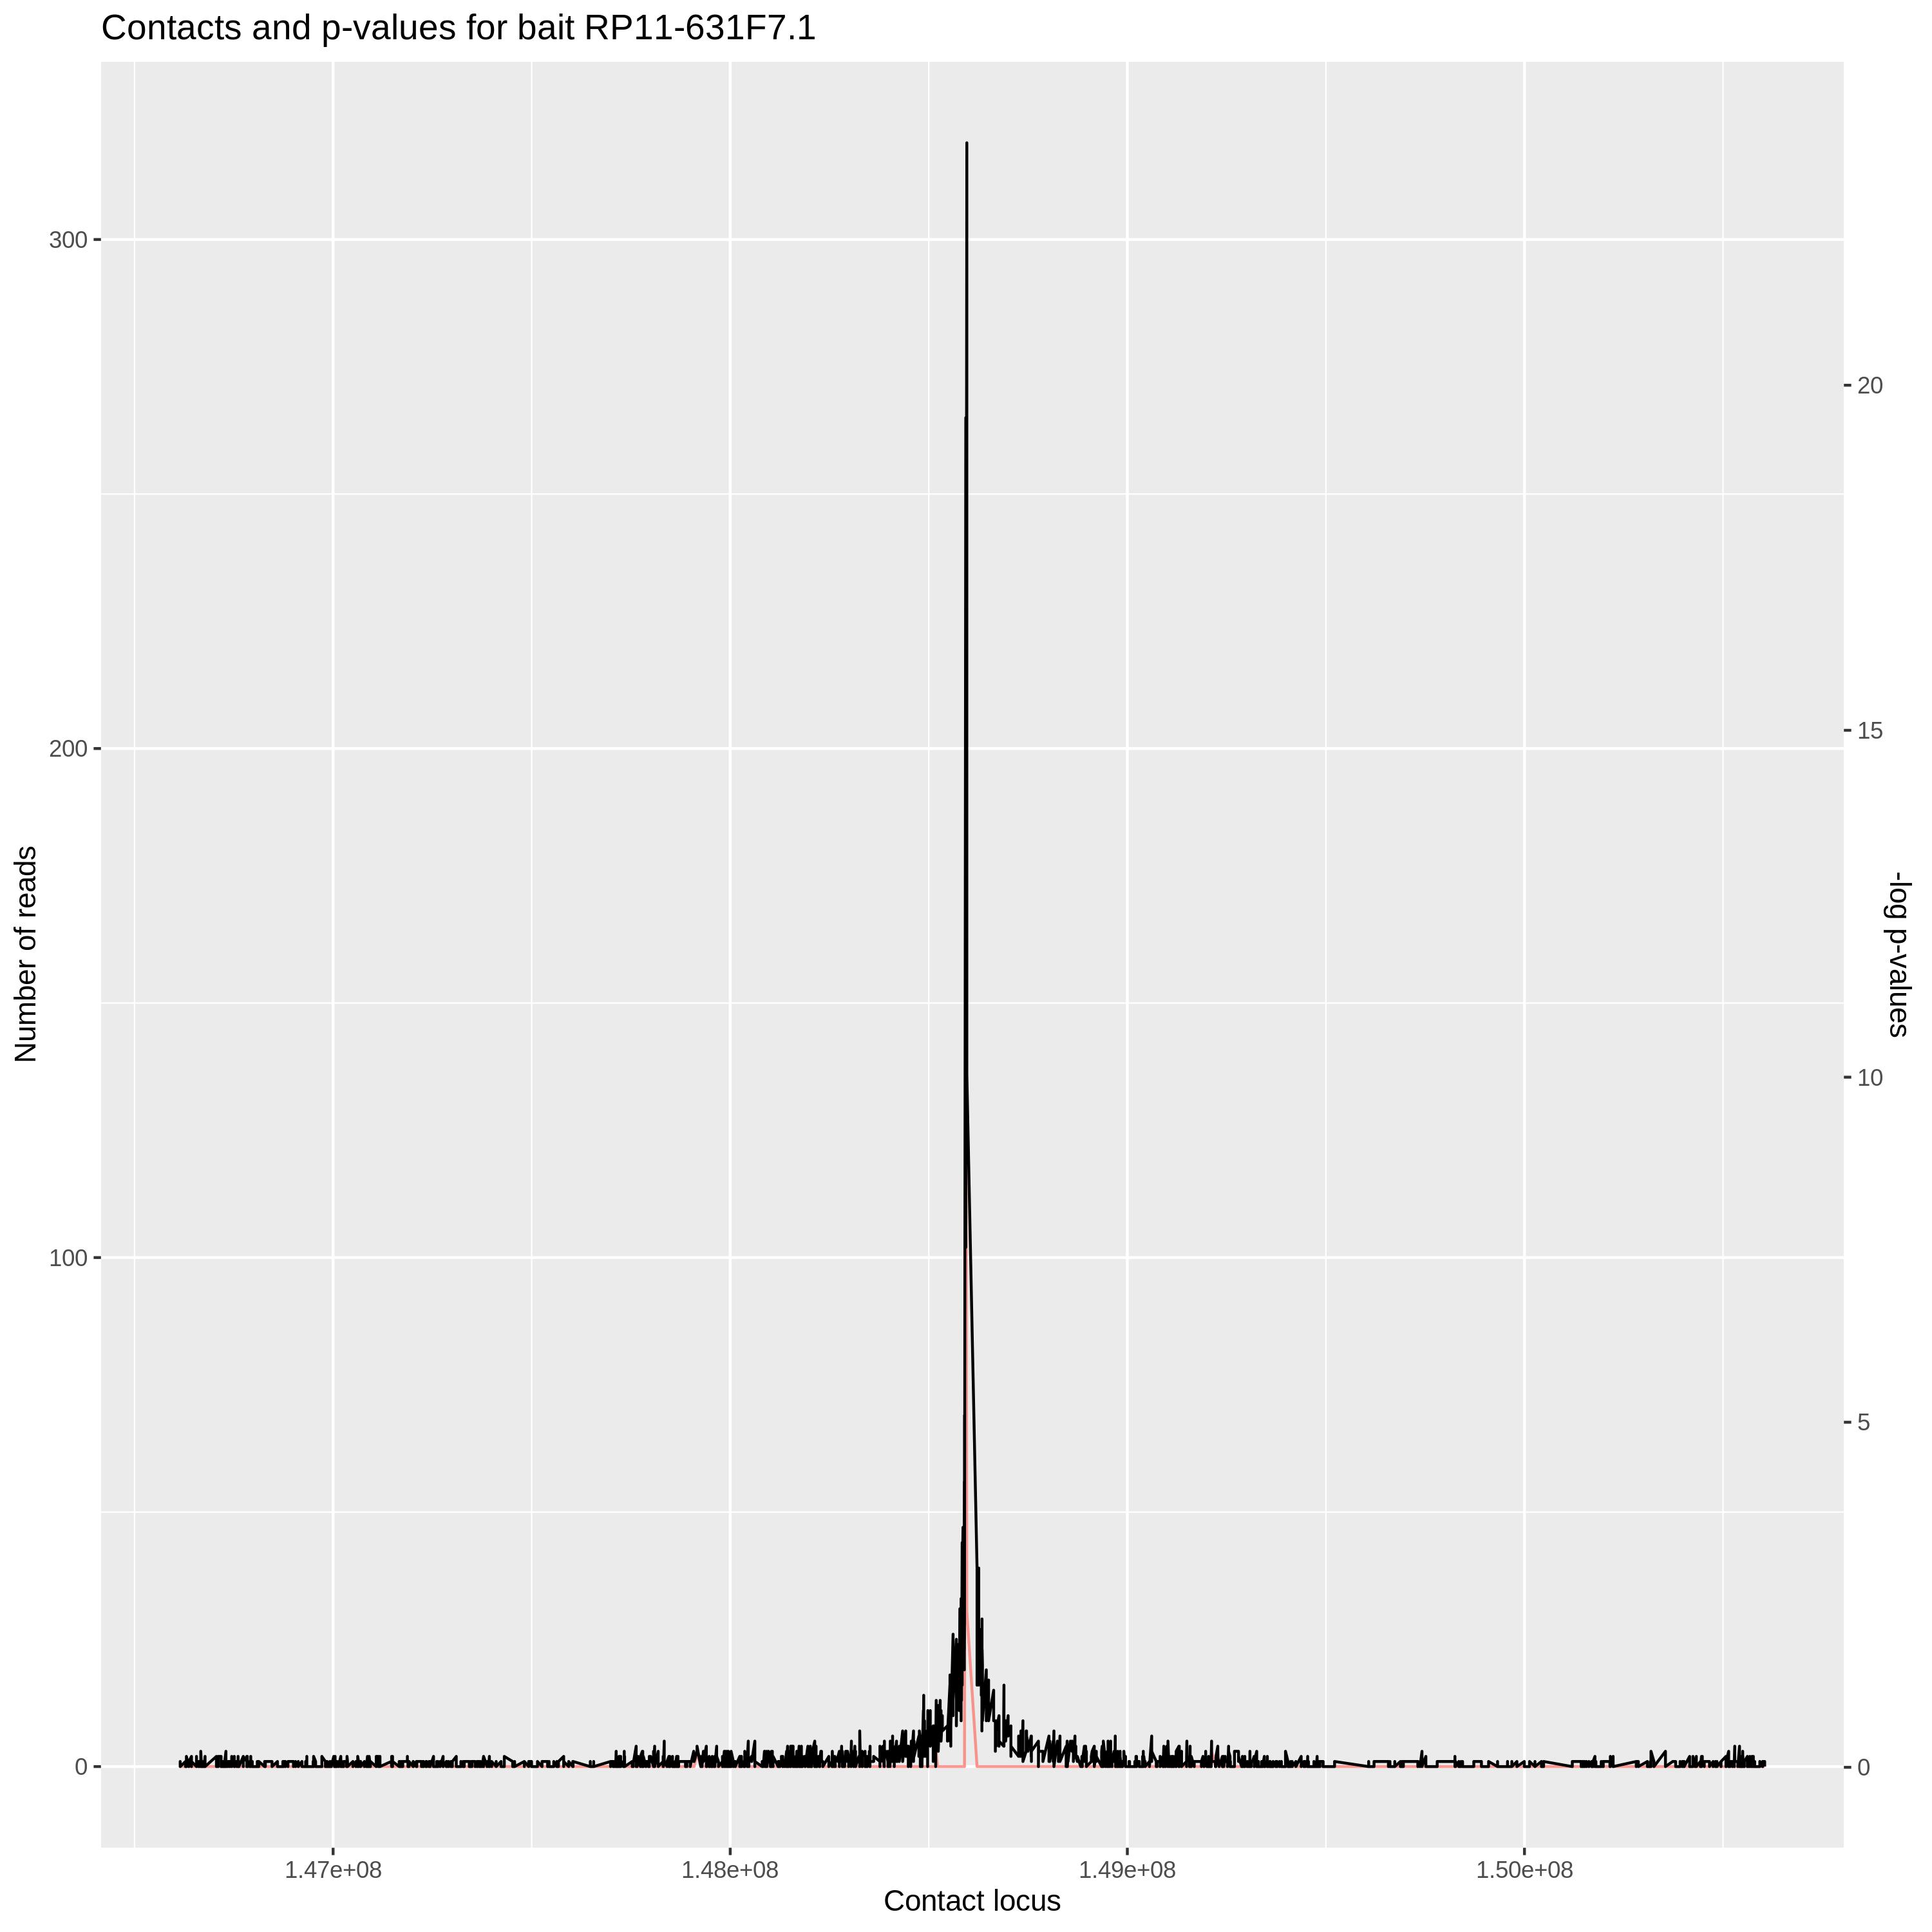 Contacts and p-values for bait RP11-631F7.1
Number of reads
300
200
100
0
20
15
10
5
0
-log p-values
1.47e+08 1.48e+08 1.49e+08 1.50e+08
Contact locus